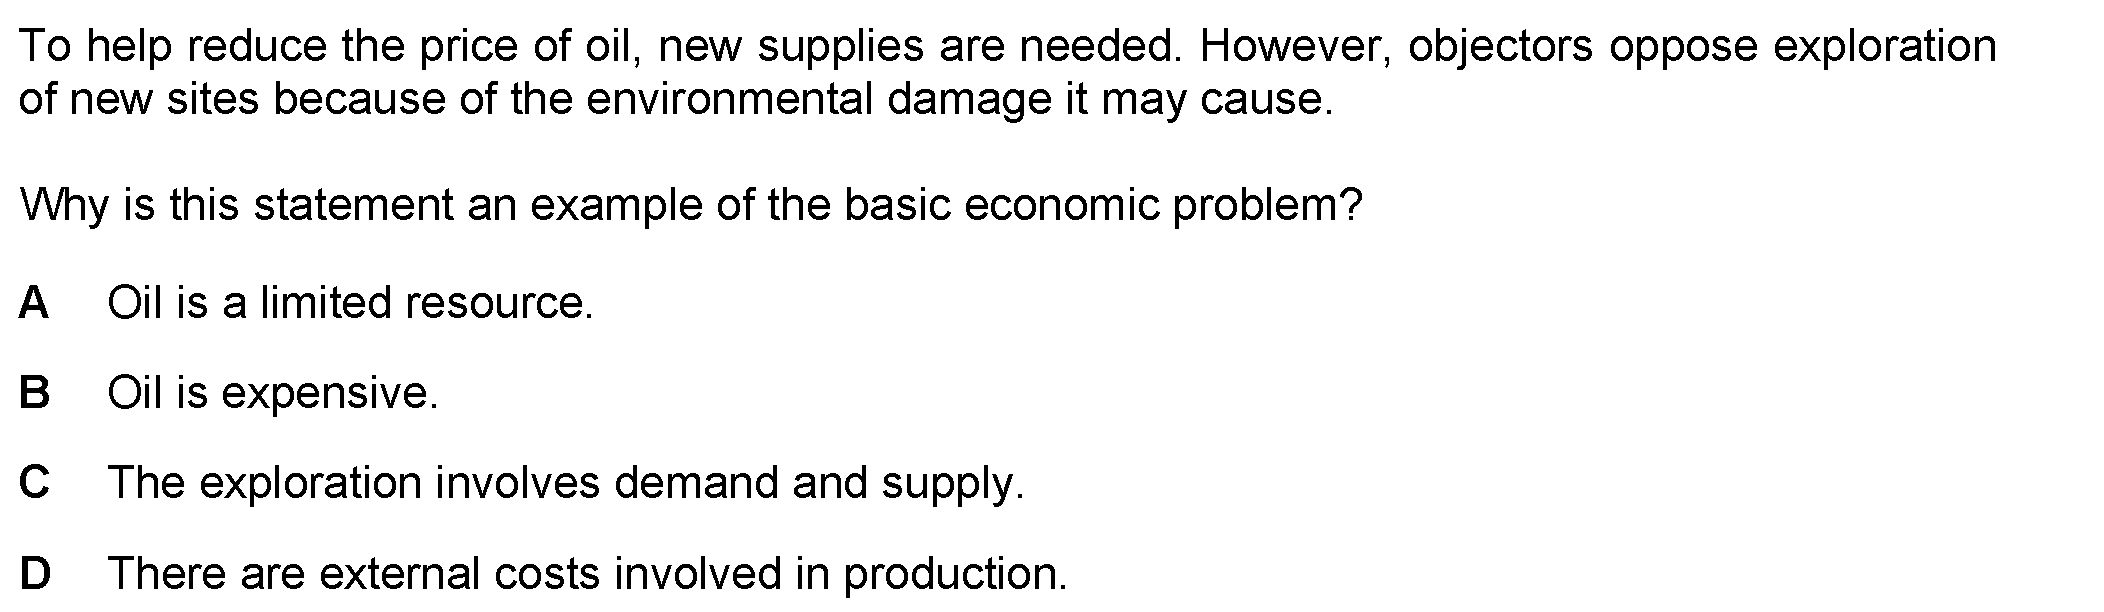 To help reduce the price of oil, new supplies are needed. However, objectors oppose exploration
of new sites because of the environmental damage it may cause.
Why is this statement an example of the basic economic problem?
A Oil is a limited resource.
B Oil is expensive.
C The exploration involves demand and supply.
D There are external costs involved in production.